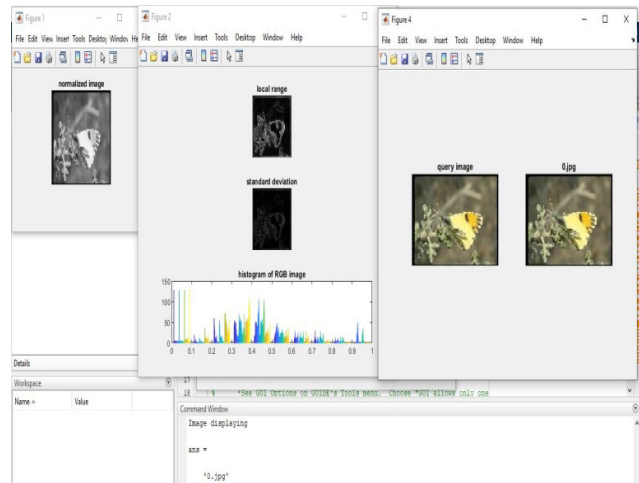 Figure 1
File Edit View Insert Tools Desktop Window He
normalized image
Figure 2
File Edit View Insert Tools Desktop Window Help
local range
standard deviation
histogram of RGB image
150
100
50
0
0 0.1 0.2 0.3 0.4 0.5 0.6 0.7 0.8 0.9 1
Figure 4
File Edit View Insert Tools Desktop Window Help
query image
0.jpg
Details
Workspace
Name Value
17
18 % *See GUI Options on GUIDE's Tools menu. Choose "GUI allows only one
Command Window
Image displaying
ans =
'0.jpg'